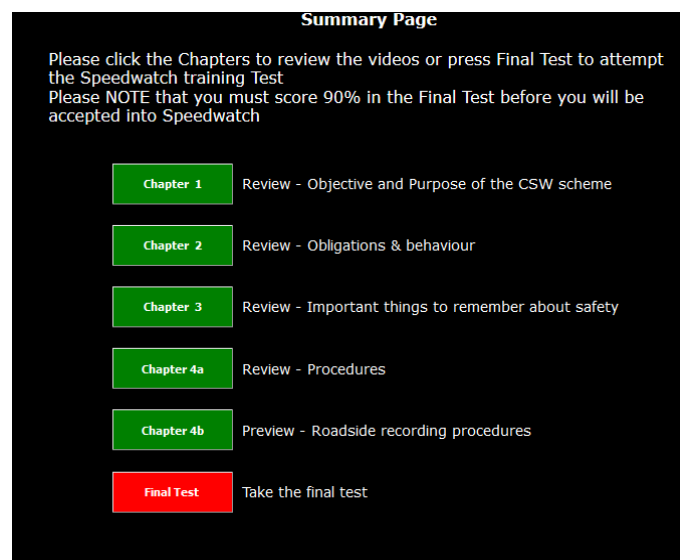 Summary Page
Please click the Chapters to review the videos or press Final Test to attempt
the Speedwatch training Test
Please NOTE that you must score 90% in the Final Test before you will be
accepted into Speedwatch
Chapter 1 Review - Objective and Purpose of the CSW scheme
Chapter 2 Review - Obligations & behaviour
Chapter 3 Review - Important things to remember about safety
Chapter 4a Review - Procedures
Chapter 4b Preview - Roadside recording procedures
Final Test Take the final test